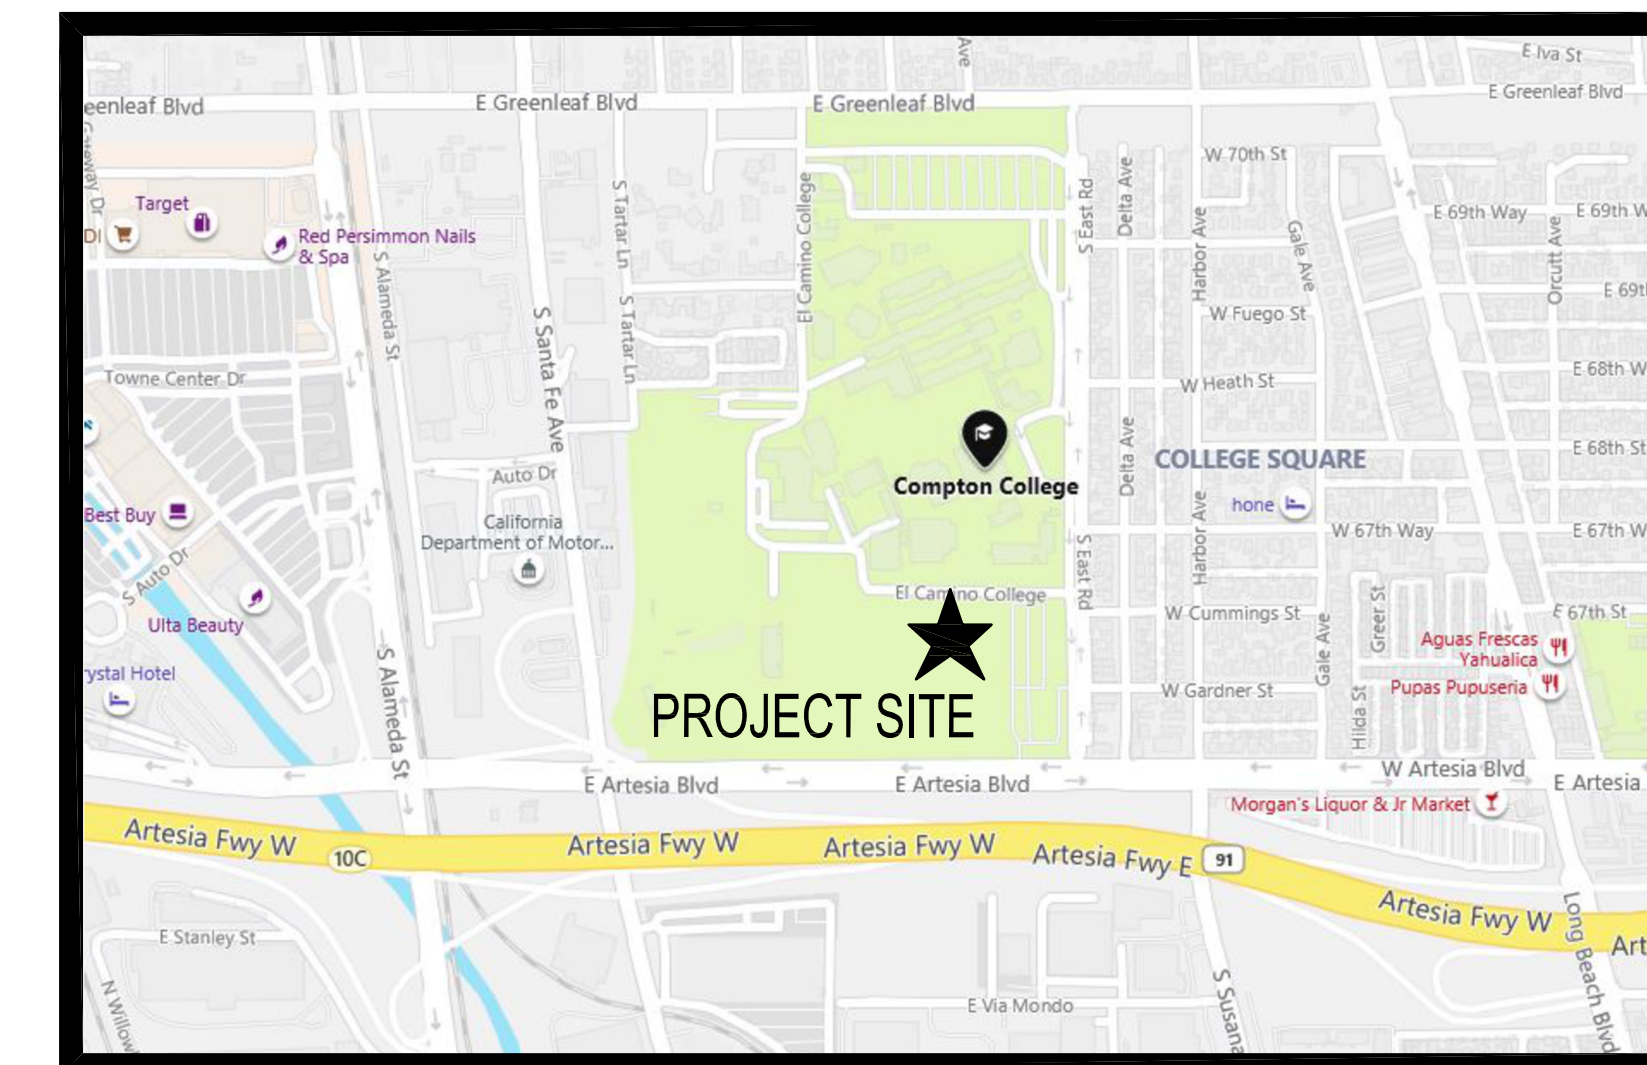 Ave
E Iva St
eenleaf Blvd
E Greenleaf Blvd
E Greenleaf Blvd
E Greenleaf Blvd
Gateway Dr
W 70th St
Target
DI
Red Persimmon Nails
& Spa
S Alameda St
S Tartar Ln
El Camino College
S East Rd
Delta Ave
Harbor Ave
Gale Ave
E 69th Way
E 69th W
Orcutt Ave
E 69t
S Santa Fe Ave
S Tartar Ln
W Fuego St
Towne Center Dr
W Heath St
E 68th W
Delta Ave
COLLEGE SQUARE
E 68th St
Auto Dr
Compton College
hone
Harbor Ave
Best Buy
California
Department of Motor...
W 67th Way
E 67th W
S Auto Dr
S East Rd
El Camino College
Ulta Beauty
W Cummings St
Gale Ave
Greer St
E 67th St
Aguas Frescas
Yahualica
rystal Hotel
S Alameda St
PROJECT SITE
W Gardner St
Pupas Pupuseria
Hilda St
E Artesia Blvd
E Artesia Blvd
W Artesia Blvd
E Artesia
Morgan's Liquor & Jr Market
Artesia Fwy W
10C
Artesia Fwy W
Artesia Fwy W
Artesia Fwy E
91
Artesia Fwy W
Art
E Stanley St
N Willow
E Via Mondo
S Susana
Long Beach Blvd